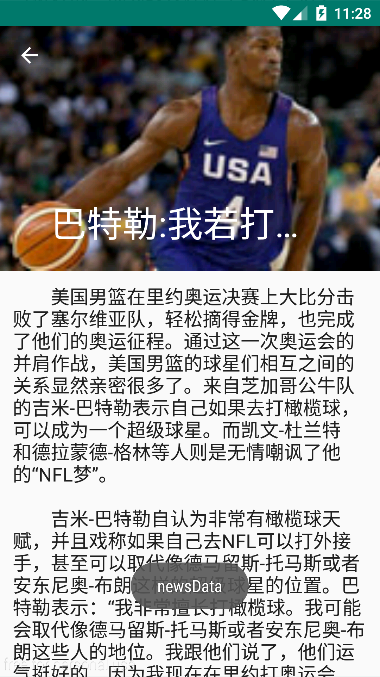 11:28
USA
4
巴特勒:我若打…
美国男篮在里约奥运决赛上大比分击
败了塞尔维亚队，轻松摘得金牌，也完成
了他们的奥运征程。通过这一次奥运会的
并肩作战，美国男篮的球星们相互之间的
关系显然亲密很多了。来自芝加哥公牛队
的吉米-巴特勒表示自己如果去打橄榄球，
可以成为一个超级球星。而凯文-杜兰特
和德拉蒙德-格林等人则是无情嘲讽了他
的“NFL梦”。
吉米-巴特勒自认为非常有橄榄球天
赋，并且戏称如果自己去NFL可以打外接
手，甚至可以取代像德马留斯-托马斯或者
安东尼奥-布朗这样的超级球星的位置。巴
newsData
特勒表示：“我非常擅长打橄榄球。我可能
会取代像德马留斯-托马斯或者安东尼奥-布
朗这些人的地位。我跟他们说了，他们运
气挺好的，因为我现在在里约打奥运会